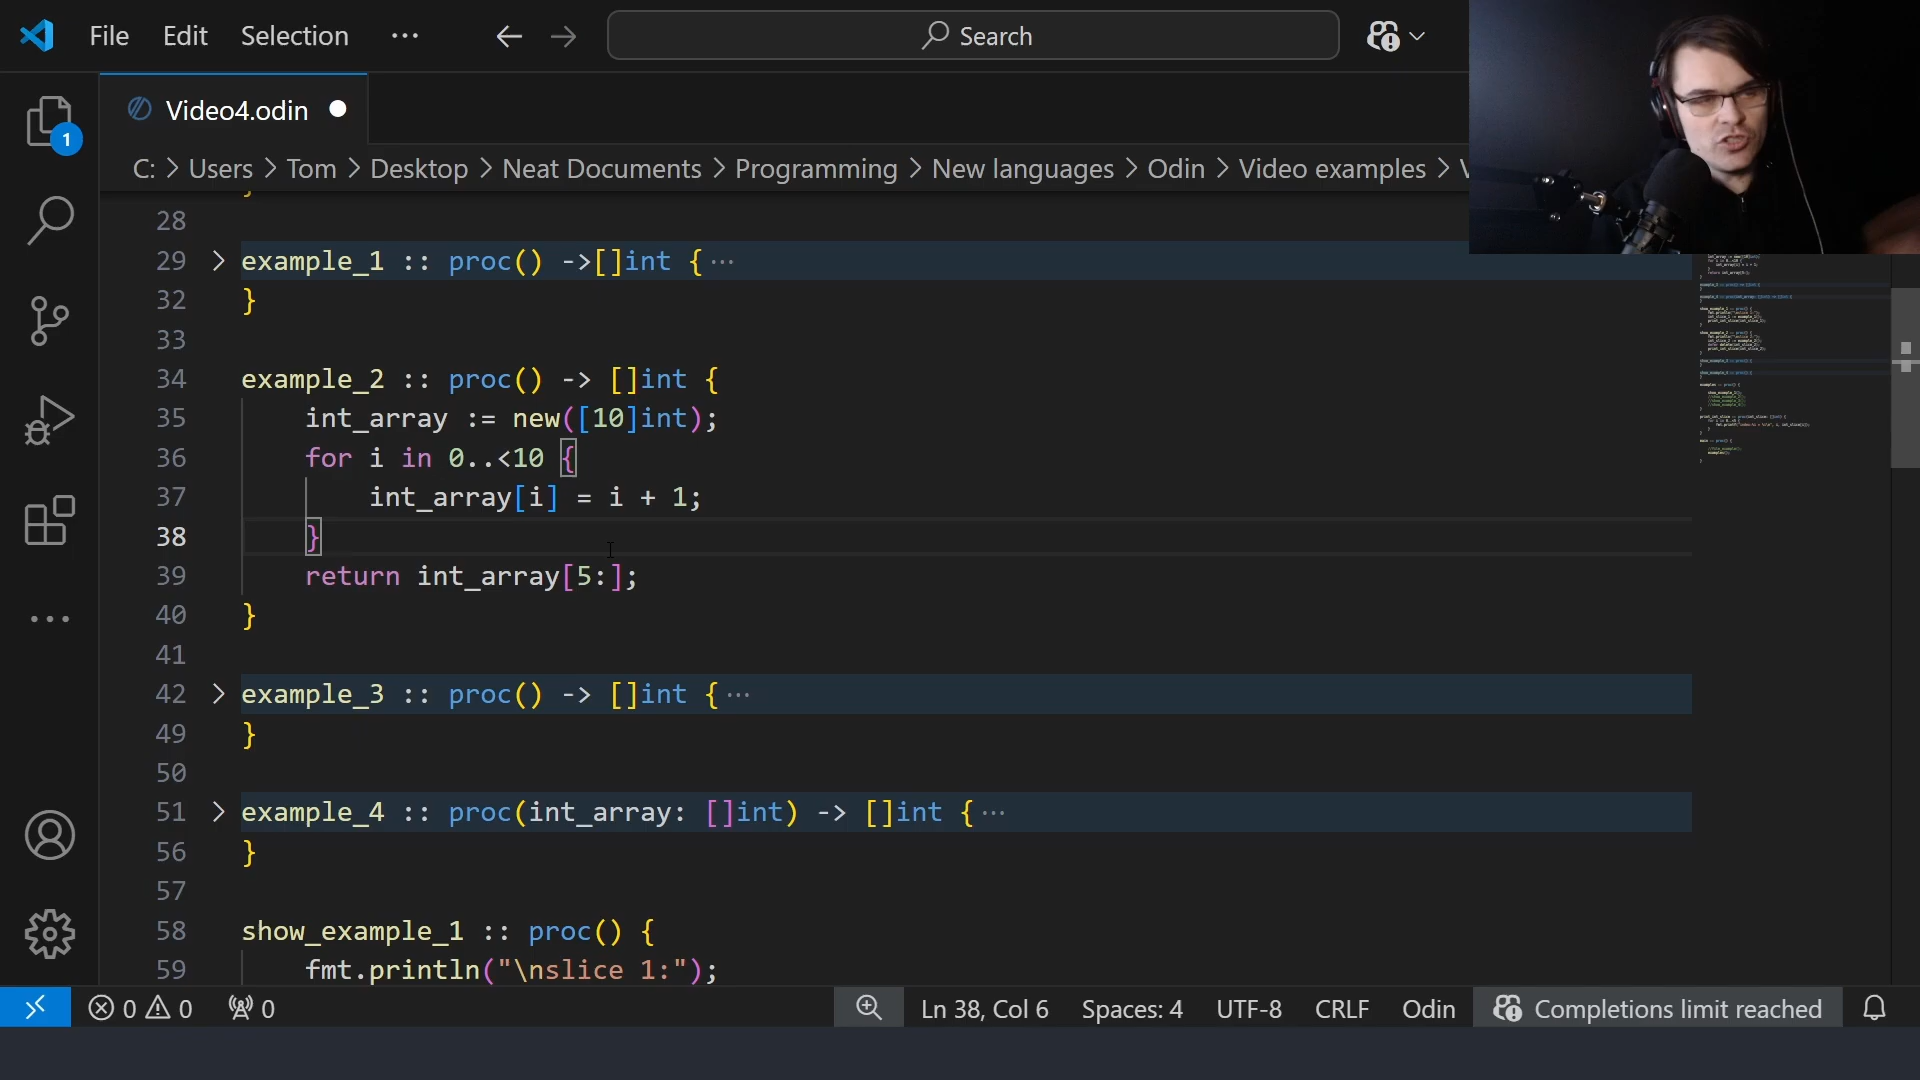 File Edit Selection ··· Search
Video4.odin
1
C: > Users > Tom > Desktop > Neat Documents > Programming > New languages > Odin > Video examples >
28
29 example_1 :: proc() ->[]int { ···
32 }
33
34 example_2 :: proc() -> []int {
35 int_array := new([10]int);
36 for i in 0..<10 {
37 int_array[i] = i + 1;
38 }
39 return int_array[5:];
40 }
41
42 example_3 :: proc() -> []int { ···
49 }
50
51 example_4 :: proc(int_array: []int) -> []int { ···
56 }
57
58 show_example_1 :: proc() {
59 fmt.println("\nslice 1:");
0 0 0 Ln 38, Col 6 Spaces: 4 UTF-8 CRLF Odin Completions limit reached